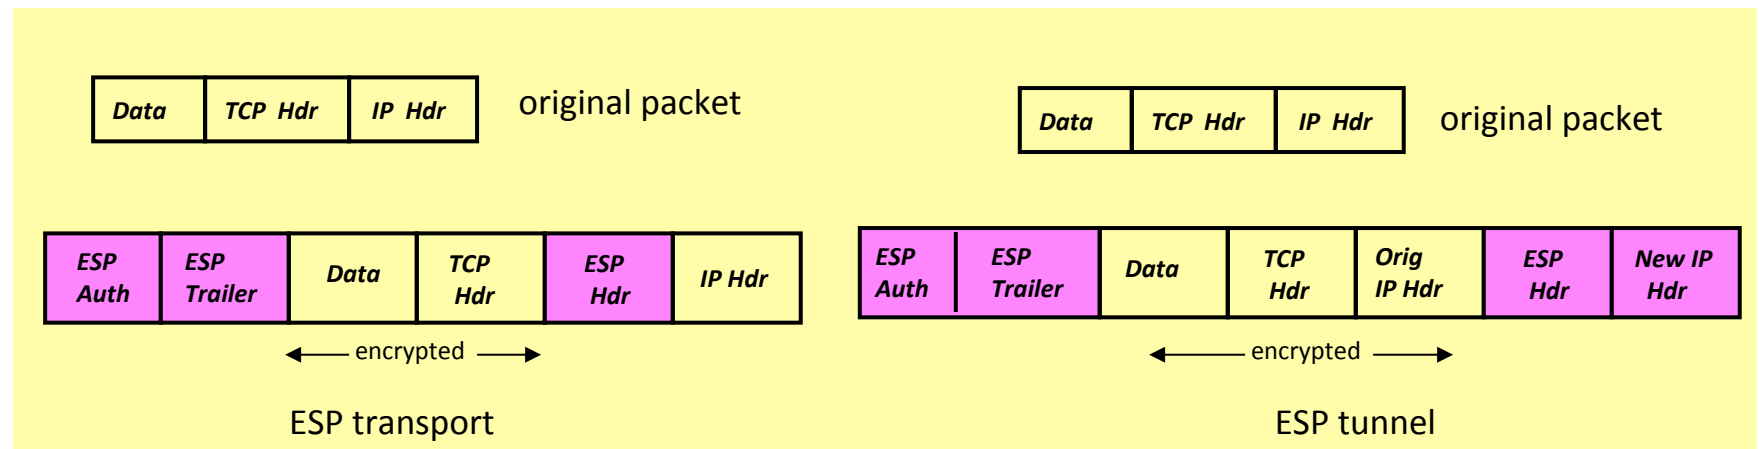 Data TCP Hdr IP Hdr original packet
ESP Auth ESP Trailer Data TCP Hdr ESP Hdr IP Hdr
encrypted
ESP transport
Data TCP Hdr IP Hdr original packet
ESP Auth ESP Trailer Data TCP Hdr Orig IP Hdr ESP Hdr New IP Hdr
encrypted
ESP tunnel